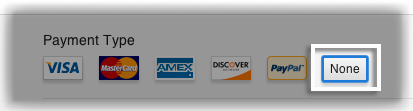 Payment Type
VISA MasterCard AMEX DISCOVER PayPal None